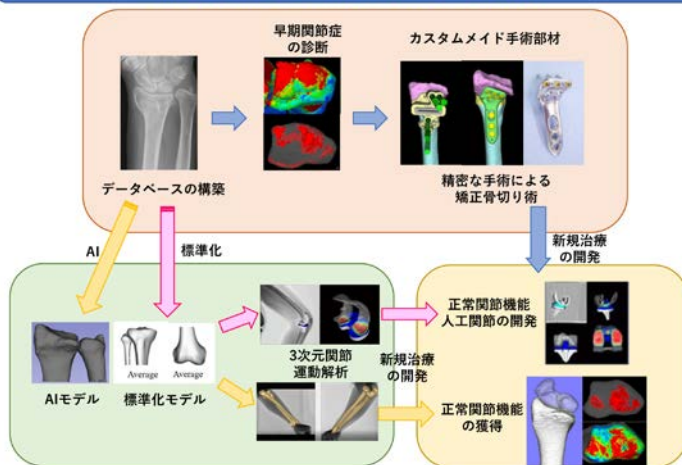 早期関節症
の診断
カスタムメイド手術部材
データベースの構築
精密な手術による
矯正骨切り術
AI
標準化
新規治療
の開発
正常関節機能
人工関節の開発
3次元関節
運動解析
新規治療
の開発
Average
Average
AIモデル
標準化モデル
正常関節機能
の獲得